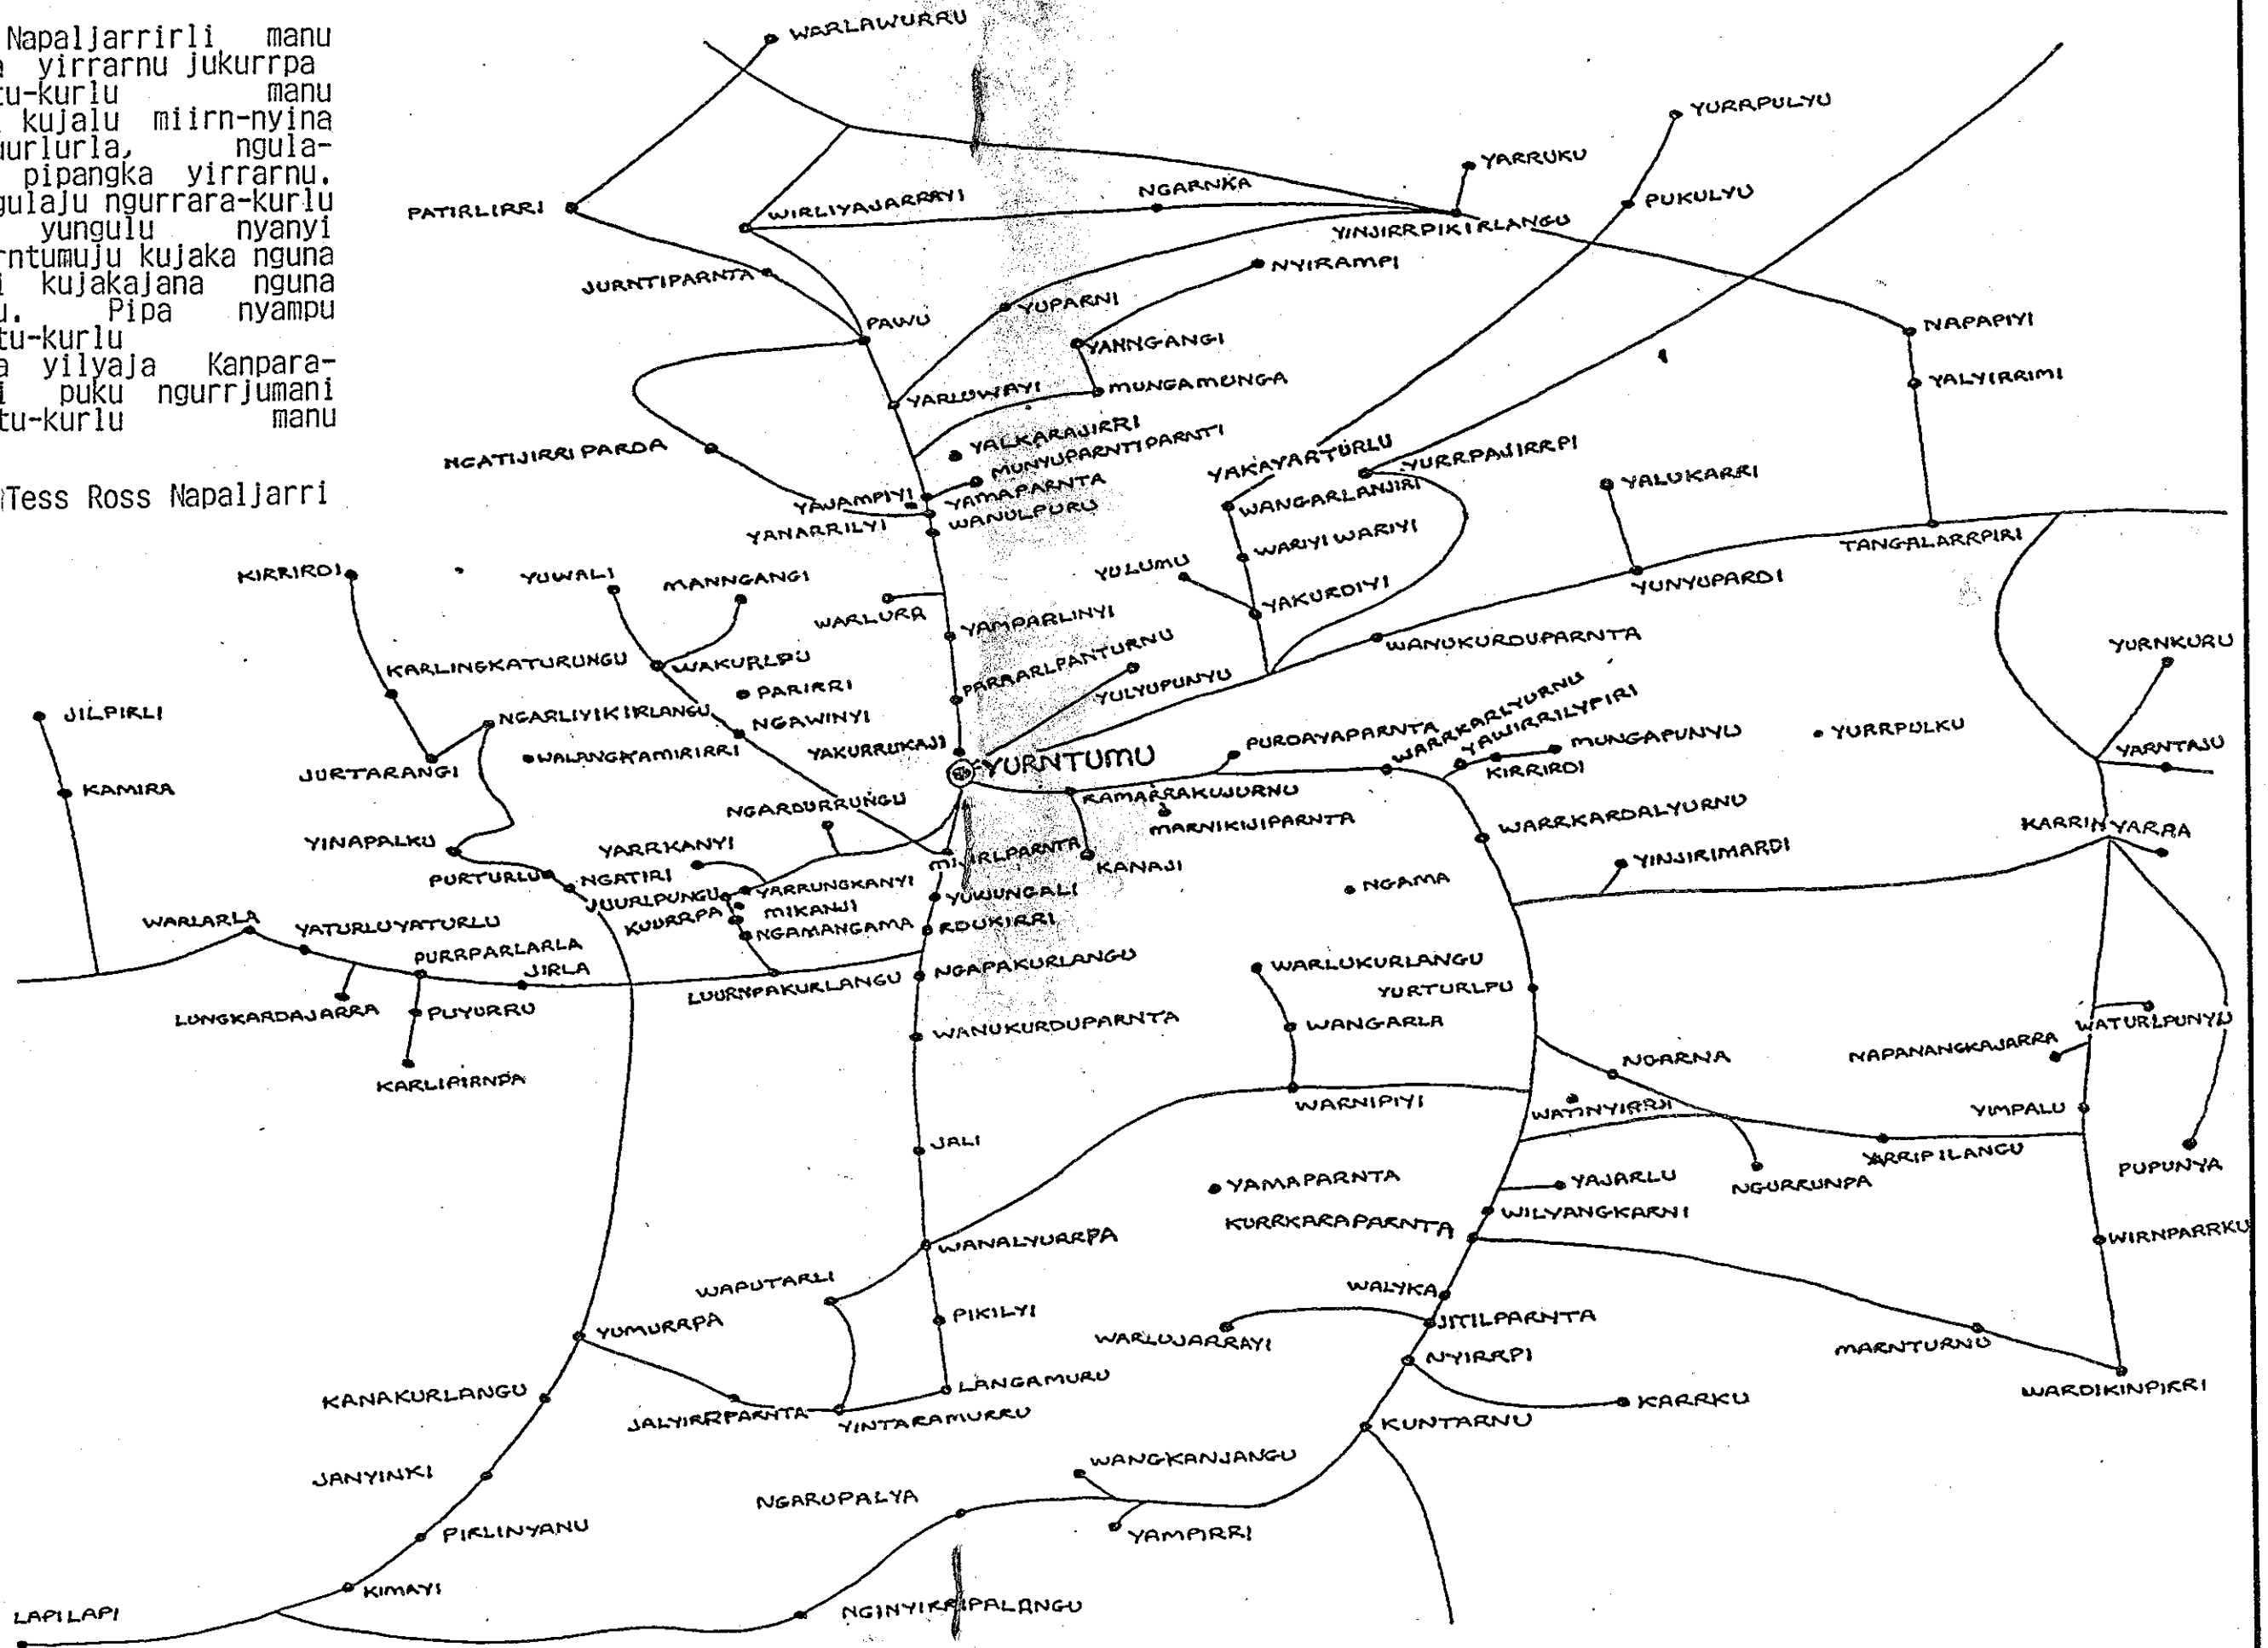 Napaljarrirli manu
yirrarnu jukurrpa
tu-kurlu manu
kujalu miirn-nyina
uurlurla, ngula-
pipangka yirrarnu.
gulaju ngurrara-kurlu
yungulu nyanyi
rntumuju kujaka nguna
kujakajana nguna
u. Pipa nyampu
tu-kurlu
a yilyaja Kanpara-
i puku ngurrjumani
tu-kurlu manu
Tess Ross Napaljarri
WARLAWURRU
YURRPULYU
YARRUKU
PATIRLIRRI
WIRLIYAJARRAYI
NGARNKA
PUKULYU
YINJIRRPIKIRLANGU
JURNTIPARNTA
NYIRAMPI
YUPARNI
PAWU
NAPAPIYI
YANNGANGI
YALYIRRIMI
YARLUWAYI
MUNGAMUNGA
YALKARAJIRRI
MUNYUPARNTIPARNTI
NGATIJIRRI PARDA
YAKAYARTURLU
YURRPAJIRRPI
YALUKARRI
YAJAMPIYI
YAMAPARNTA
WANGARLANJIRI
YANARRILYI
WANULPURU
WARIYI WARIYI
TANGALARRPIRI
KIRRIRDI
YUWALI
MANNGANGI
YULUMU
YUNYUPARDI
WARLURA
YAKURDIYI
YAMPARLINYI
WANUKURDUPARNTA
YURNKURU
KARLINGKATURUNGU
WAKURLPU
PARRARLPANTURNU
YULYUPUNYU
PARIRRI
JILPIRLI
NGARLIYIKIRLANGU
NGAWINYI
WARRKARLYURNU
YAWIRRILYPIRI
WALANGKAMIRIRRI
YAKURRUKAJI
PURDAYAPARNTA
MUNGAPUNYU
YURRPULKU
YARNTAJU
JURTARANGI
YURNTUMU
KIRRIRDI
KAMIRA
NGARDURRUNGU
RAMARRAKUJURNU
MARNIKIJIPARNTA
WARRKARDALYURNU
KARRINYARRA
YINAPALKU
YARRKANYI
MIJIRLPARNTA
KANAJI
YINJIRIMARDI
PURTURLU
NGATIRI
JUURLPUNGU
YARRUNGKANYI
YUWUNGALI
NGAMA
KUURRPA
MIKANJI
NGAMANGAMA
RDUKIRRI
WARLARLA
YATURLUYATURLU
PURRPARLARLA
JIRLA
LUURNPAKURLANGU
NGAPAKURLANGU
WARLUKURLANGU
YURTURLPU
LUNGKARDAJARRA
PUYURRU
WANUKURDUPARNTA
WANGARLA
WATURLPUNYU
KARLIPIRNPA
NGARNA
NAPANANGKAJARRA
WARNIPIYI
WATINYIRRKI
YIMPALU
JALI
YARRIPILANGU
PUPUNYA
YAMAPARNTA
YAJARLU
NGURRUNPA
KURRKARAPARNTA
WILYANGKARNI
WANALYURRPA
WIRNPARRKU
WAPUTARLI
WALYKA
YUMURRPA
PIKILYI
WARLUJARRAYI
JITILPARNTA
MARNTURNU
NYIRRPI
WARDIKINPIRRI
KANAKURLANGU
LANGAMURU
KARRKU
JALYIRRPARNTA
YINTARAMURRU
KUNTARNU
JANYINKI
WANGKANJANGU
NGARUPALYA
PIRLINYANU
YAMPIRRI
KIMAYI
LAPILAPI
NGINYIRRIPALANGU